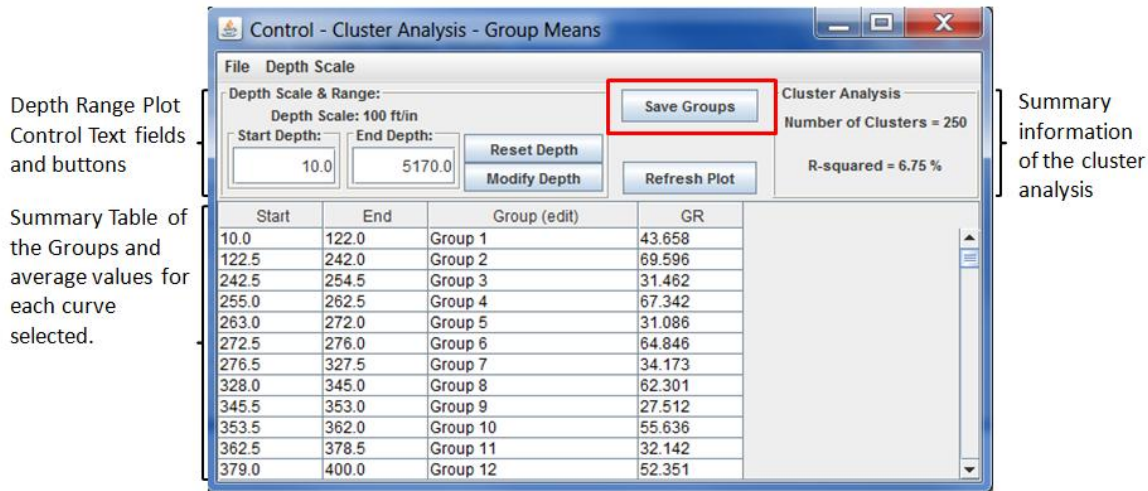 Control - Cluster Analysis - Group Means
File Depth Scale
Depth Range Plot
Control Text fields
and buttons
Depth Scale & Range:
Depth Scale: 100 ft/in
Start Depth: End Depth:
10.0 5170.0
Reset Depth
Modify Depth
Save Groups
Refresh Plot
Cluster Analysis
Number of Clusters = 250
R-squared = 6.75 %
Summary
information
of the cluster
analysis
Summary Table of
the Groups and
average values for
each curve
selected.
Start End Group (edit) GR
10.0 122.0 Group 1 43.658
122.5 242.0 Group 2 69.596
242.5 254.5 Group 3 31.462
255.0 262.5 Group 4 67.342
263.0 272.0 Group 5 31.086
272.5 276.0 Group 6 64.846
276.5 327.5 Group 7 34.173
328.0 345.0 Group 8 62.301
345.5 353.0 Group 9 27.512
353.5 362.0 Group 10 55.636
362.5 378.5 Group 11 32.142
379.0 400.0 Group 12 52.351